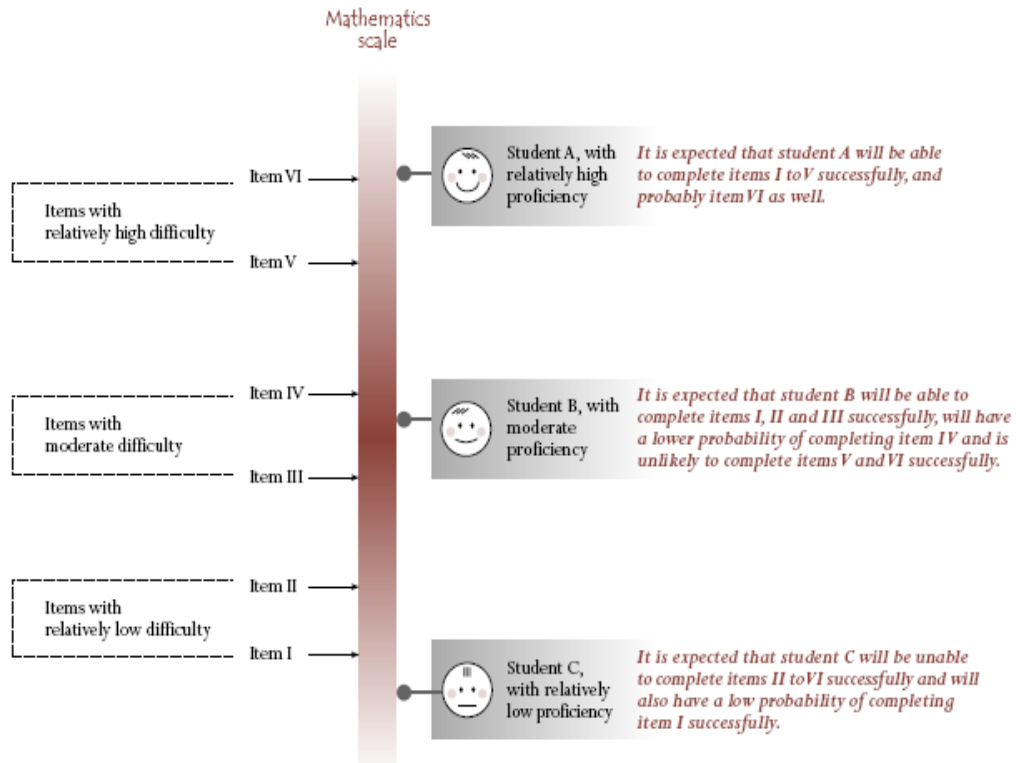 Mathematics
scale
Student A, with
relatively high
proficiency
It is expected that student A will be able
to complete items I to V successfully, and
probably item VI as well.
Item VI
Items with
relatively high difficulty
Item V
Item IV
Items with
moderate difficulty
Item III
Student B, with
moderate
proficiency
It is expected that student B will be able to
complete items I, II and III successfully, will have
a lower probability of completing item IV and is
unlikely to complete items V and VI successfully.
Item II
Items with
relatively low difficulty
Item I
Student C,
with relatively
low proficiency
It is expected that student C will be unable
to complete items II to VI successfully and will
also have a low probability of completing
item I successfully.